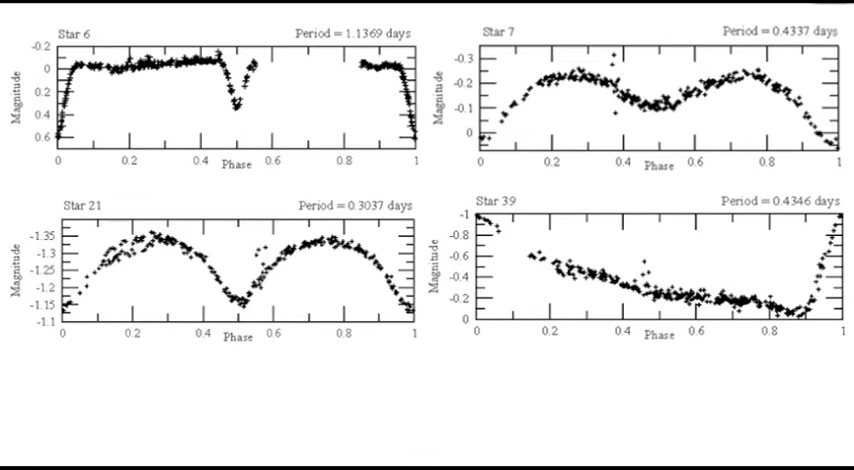 Star 6 Period = 1.1369 days
-0.2
0
0.2
0.4
0.6
Magnitude
0 0.2 0.4 0.6 0.8 1
Phase
Star 7 Period = 0.4337 days
-0.3
-0.2
-0.1
0
Magnitude
0 0.2 0.4 0.6 0.8 1
Phase
Star 21 Period = 0.3037 days
-1.35
-1.3
-1.25
-1.2
-1.15
-1.1
Magnitude
0 0.2 0.4 0.6 0.8 1
Phase
Star 39 Period = 0.4346 days
-1
-0.8
-0.6
-0.4
-0.2
0
Magnitude
0 0.2 0.4 0.6 0.8 1
Phase